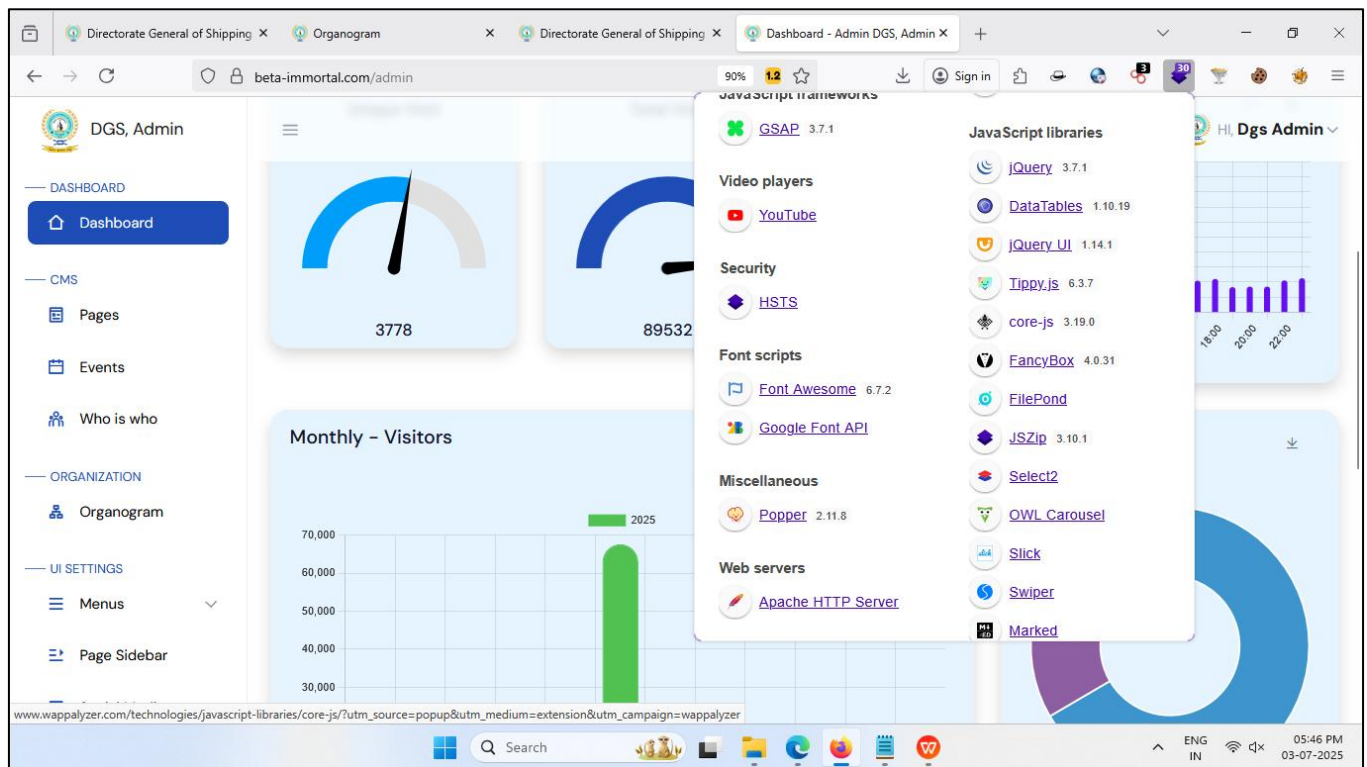 Directorate General of Shipping
Organogram
Directorate General of Shipping
Dashboard - Admin DGS, Admin
beta-immortal.com/admin
90%
1.2
Sign in
3
30
DGS, Admin
HI, Dgs Admin
DASHBOARD
Dashboard
CMS
Pages
Events
Who is who
ORGANIZATION
Organogram
UI SETTINGS
Menus
Page Sidebar
3778
89532
Monthly - Visitors
2025
70,000
60,000
50,000
40,000
30,000
JavaScript frameworks
GSAP 3.7.1
Video players
YouTube
Security
HSTS
Font scripts
Font Awesome 6.7.2
Google Font API
Miscellaneous
Popper 2.11.8
Web servers
Apache HTTP Server
JavaScript libraries
jQuery 3.7.1
DataTables 1.10.19
jQuery UI 1.14.1
Tippy.js 6.3.7
core-js 3.19.0
FancyBox 4.0.31
FilePond
JSZip 3.10.1
Select2
OWL Carousel
Slick
Swiper
Marked
18:00
20:00
22:00
www.wappalyzer.com/technologies/javascript-libraries/core-js/?utm_source=popup&utm_medium=extension&utm_campaign=wappalyzer
Search
ENG
IN
05:46 PM
03-07-2025